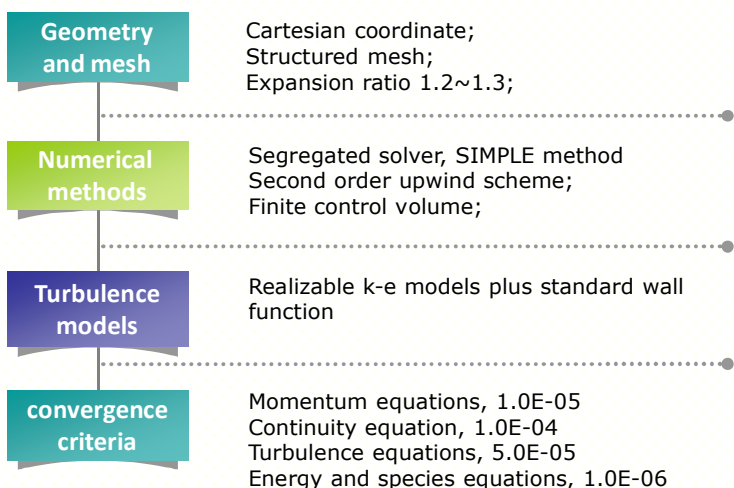 Geometry
and mesh
Cartesian coordinate;
Structured mesh;
Expansion ratio 1.2~1.3;
Numerical
methods
Segregated solver, SIMPLE method
Second order upwind scheme;
Finite control volume;
Turbulence
models
Realizable k-e models plus standard wall
function
convergence
criteria
Momentum equations, 1.0E-05
Continuity equation, 1.0E-04
Turbulence equations, 5.0E-05
Energy and species equations, 1.0E-06